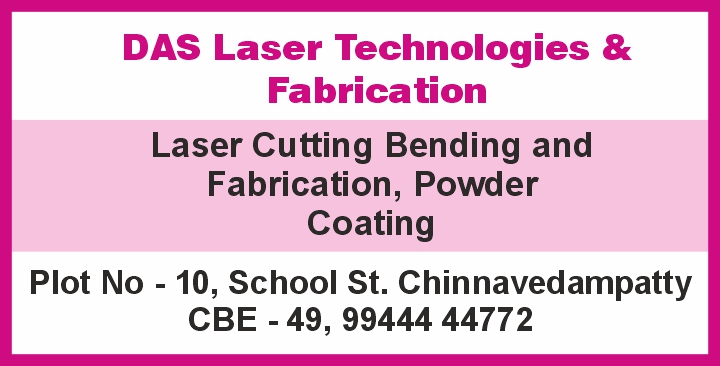 DAS Laser Technologies &
Fabrication
Laser Cutting Bending and
Fabrication, Powder
Coating
Plot No - 10, School St. Chinnavedampatty
CBE - 49, 99444 44772